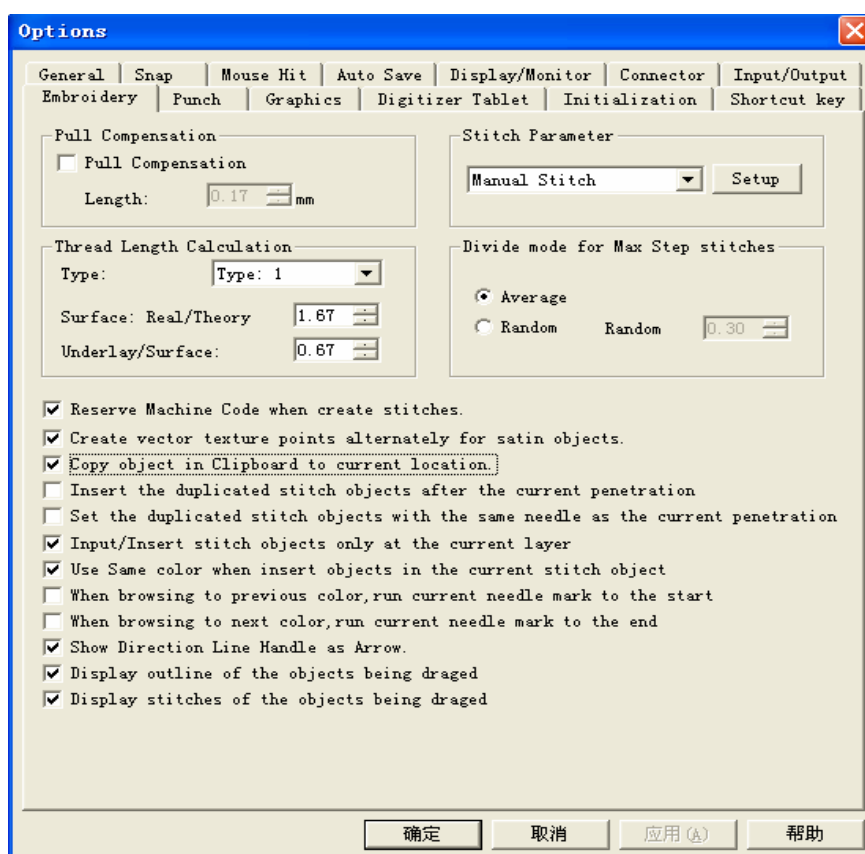 Options
General Snap Mouse Hit Auto Save Display/Monitor Connector Input/Output
Embroidery Punch Graphics Digitizer Tablet Initialization Shortcut key
Pull Compensation
Pull Compensation
Length: 0.17 mm
Stitch Parameter
Manual Stitch Setup
Thread Length Calculation
Type: Type: 1
Surface: Real/Theory 1.67
Underlay/Surface: 0.67
Divide mode for Max Step stitches
Average
Random Random 0.30
Reserve Machine Code when create stitches.
Create vector texture points alternately for satin objects.
Copy object in Clipboard to current location.
Insert the duplicated stitch objects after the current penetration
Set the duplicated stitch objects with the same needle as the current penetration
Input/Insert stitch objects only at the current layer
Use Same color when insert objects in the current stitch object
When browsing to previous color,run current needle mark to the start
When browsing to next color,run current needle mark to the end
Show Direction Line Handle as Arrow.
Display outline of the objects being draged
Display stitches of the objects being draged
确定 取消 应用(A) 帮助